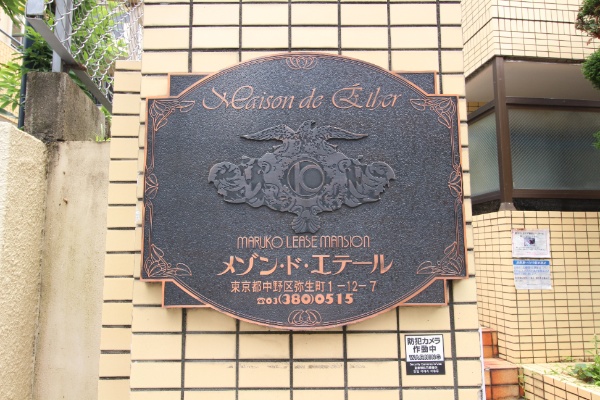 Maison de Éther
MARUKO LEASE MANSION
メゾン・ド・エテール
東京都中野区弥生町1-12-7
☎03(380)0515
防犯カメラ
作動中